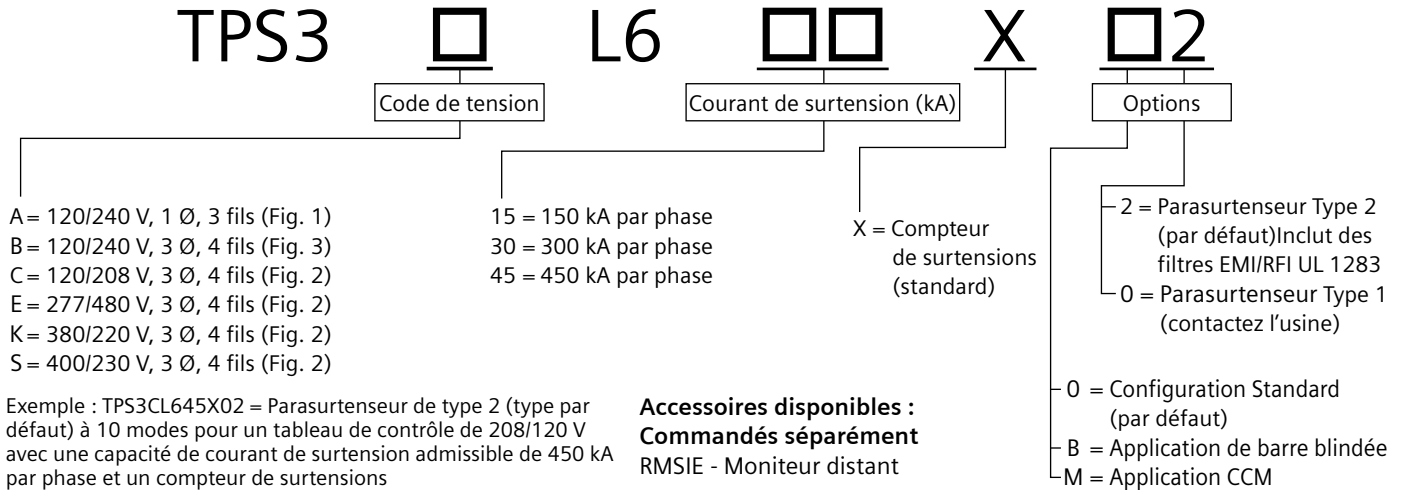 TPS3 □ L6 □□ X □2
Code de tension
Courant de surtension (kA)
Options
A = 120/240 V, 1 Ø, 3 fils (Fig. 1)
B = 120/240 V, 3 Ø, 4 fils (Fig. 3)
C = 120/208 V, 3 Ø, 4 fils (Fig. 2)
E = 277/480 V, 3 Ø, 4 fils (Fig. 2)
K = 380/220 V, 3 Ø, 4 fils (Fig. 2)
S = 400/230 V, 3 Ø, 4 fils (Fig. 2)
15 = 150 kA par phase
30 = 300 kA par phase
45 = 450 kA par phase
X = Compteur
de surtensions
(standard)
2 = Parasurtenseur Type 2
(par défaut)Inclut des
filtres EMI/RFI UL 1283
0 = Parasurtenseur Type 1
(contactez l’usine)
0 = Configuration Standard
(par défaut)
B = Application de barre blindée
M = Application CCM
Exemple : TPS3CL645X02 = Parasurtenseur de type 2 (type par
défaut) à 10 modes pour un tableau de contrôle de 208/120 V
avec une capacité de courant de surtension admissible de 450 kA
par phase et un compteur de surtensions
Accessoires disponibles :
Commandés séparément
RMSIE - Moniteur distant